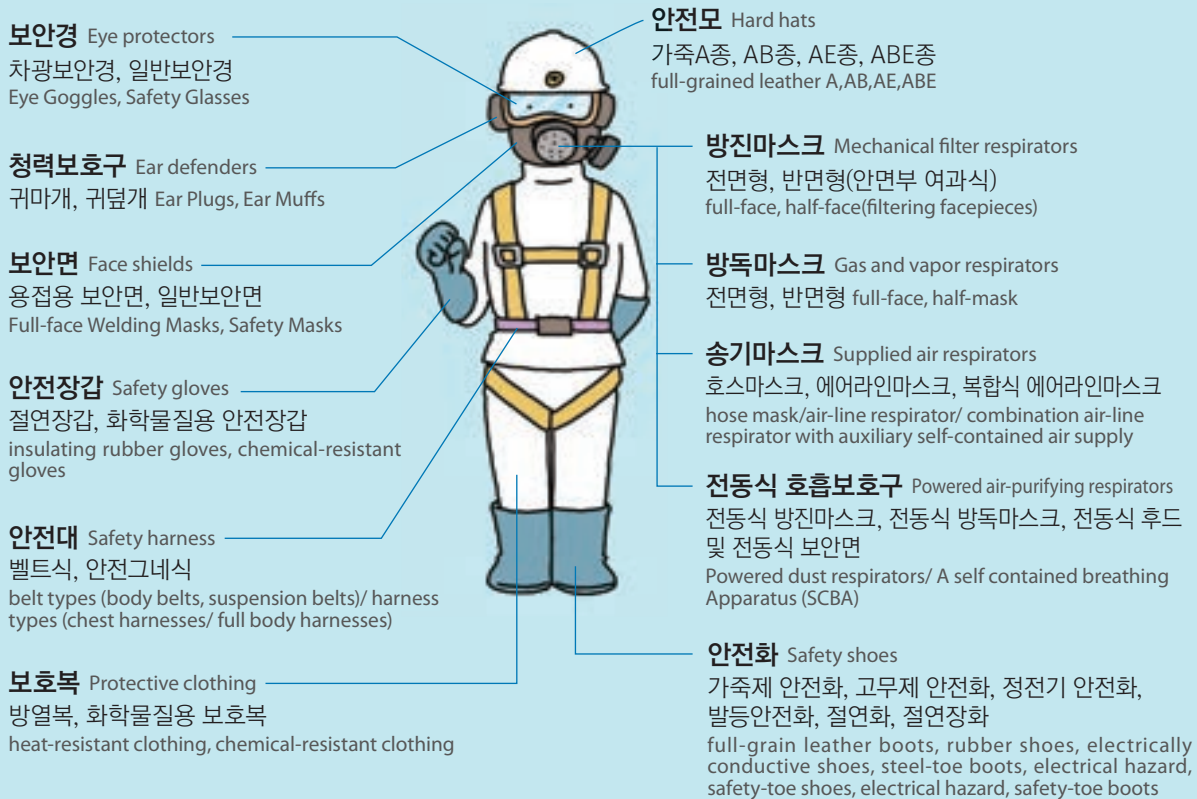 보안경 Eye protectors
차광보안경, 일반보안경
Eye Goggles, Safety Glasses
청력보호구 Ear defenders
귀마개, 귀덮개 Ear Plugs, Ear Muffs
보안면 Face shields
용접용 보안면, 일반보안면
Full-face Welding Masks, Safety Masks
안전장갑 Safety gloves
절연장갑, 화학물질용 안전장갑
insulating rubber gloves, chemical-resistant
gloves
안전대 Safety harness
벨트식, 안전그네식
belt types (body belts, suspension belts)/ harness
types (chest harnesses/ full body harnesses)
보호복 Protective clothing
방열복, 화학물질용 보호복
heat-resistant clothing, chemical-resistant clothing
안전모 Hard hats
가죽A종, AB종, AE종, ABE종
full-grained leather A,AB,AE,ABE
방진마스크 Mechanical filter respirators
전면형, 반면형(안면부 여과식)
full-face, half-face(filtering facepieces)
방독마스크 Gas and vapor respirators
전면형, 반면형 full-face, half-mask
송기마스크 Supplied air respirators
호스마스크, 에어라인마스크, 복합식 에어라인마스크
hose mask/air-line respirator/ combination air-line
respirator with auxiliary self-contained air supply
전동식 호흡보호구 Powered air-purifying respirators
전동식 방진마스크, 전동식 방독마스크, 전동식 후드
및 전동식 보안면
Powered dust respirators/ A self contained breathing
Apparatus (SCBA)
안전화 Safety shoes
가죽제 안전화, 고무제 안전화, 정전기 안전화,
발등안전화, 절연화, 절연장화
full-grain leather boots, rubber shoes, electrically
conductive shoes, steel-toe boots, electrical hazard,
safety-toe shoes, electrical hazard, safety-toe boots